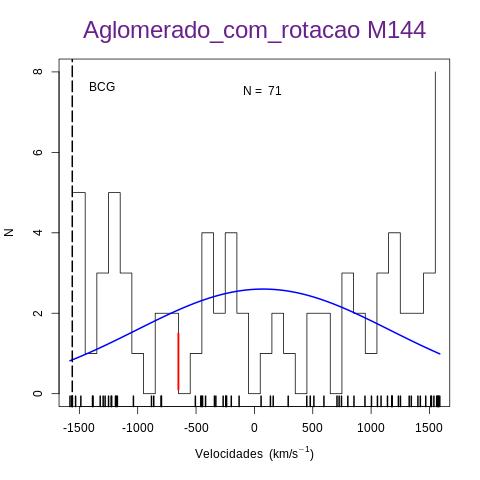 Aglomerado_com_rotacao M144
BCG
N = 71
8
6
4
2
0
N
-1500 -1000 -500 0 500 1000 1500
Velocidades (km/s⁻¹)